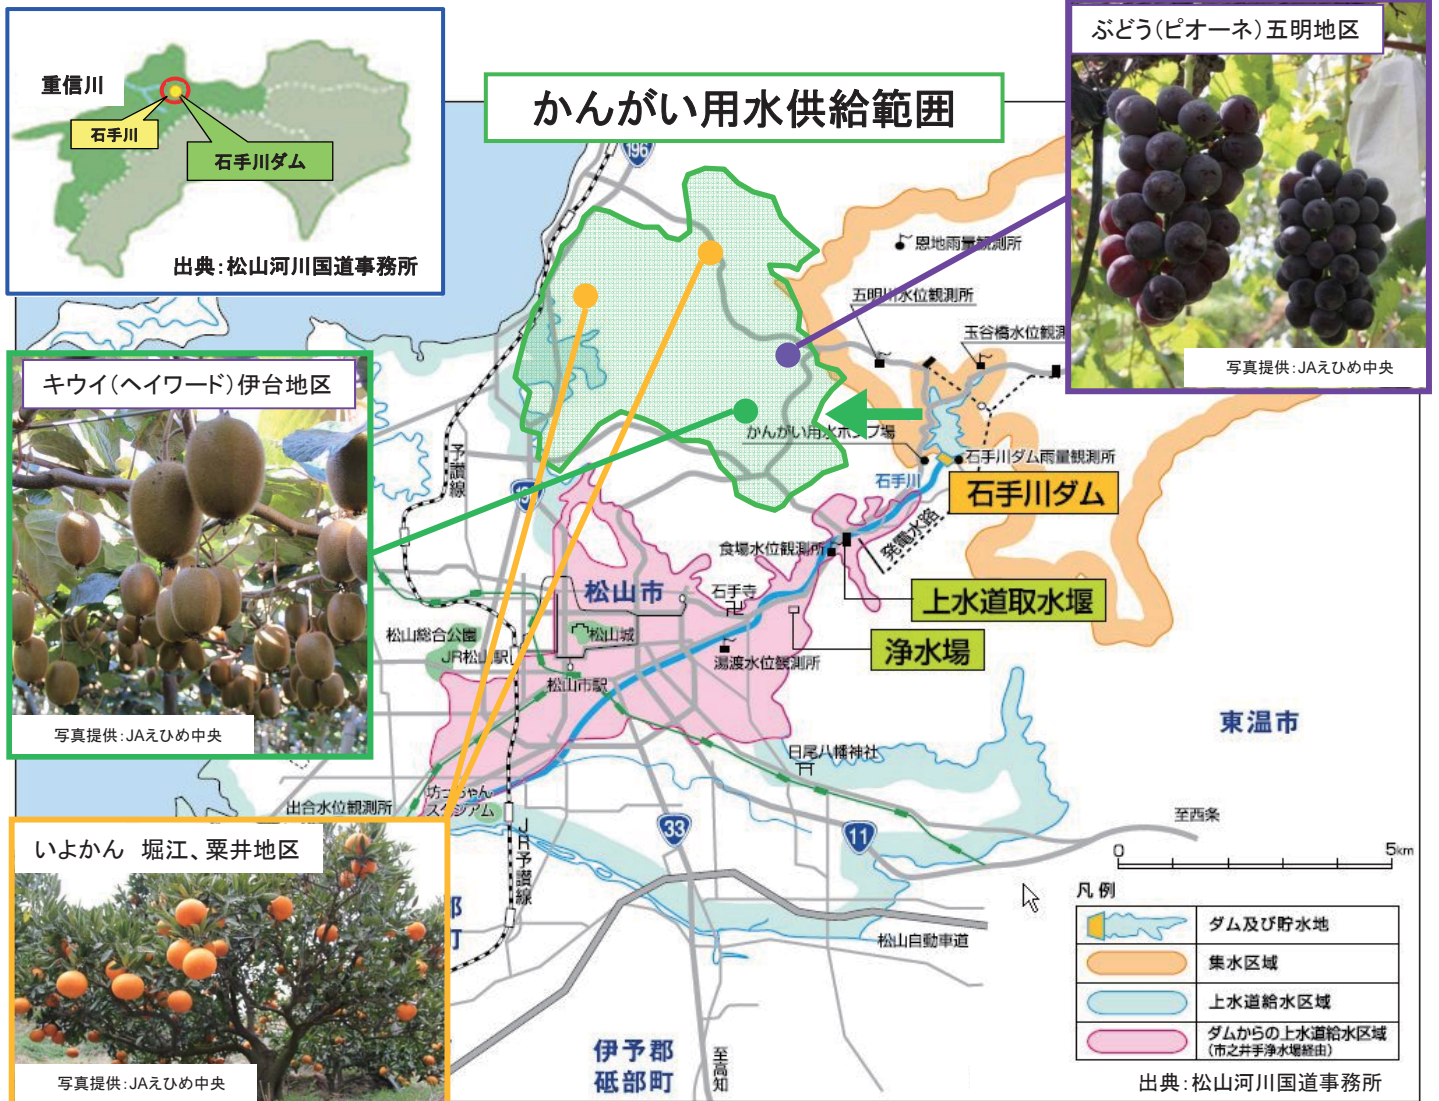 重信川
石手川
石手川ダム
出典：松山河川国道事務所
かんがい用水供給範囲
ぶどう（ピオーネ）五明地区
写真提供：JAえひめ中央
196
恩地雨量観測所
五明川水位観測所
玉谷橋水位観測
キウイ（ヘイワード）伊台地区
写真提供：JAえひめ中央
予讃線
かんがい用水ポンプ場
石手川ダム雨量観測所
石手川
石手川ダム
発電水路
食場水位観測所
上水道取水堰
浄水場
松山市
石手寺
松山総合公園
松山城
JR松山駅
湯渡水位観測所
松山市駅
東温市
日尾八幡神社
坊っちゃん
スタジアム
出合水位観測所
JR予讃線
33
11
至西条
松山自動車道
いよかん 堀江、粟井地区
写真提供：JAえひめ中央
伊予郡
砥部町
至高知
0 5km
凡例
ダム及び貯水地
集水区域
上水道給水区域
ダムからの上水道給水区域
（市之井手浄水場経由）
出典：松山河川国道事務所